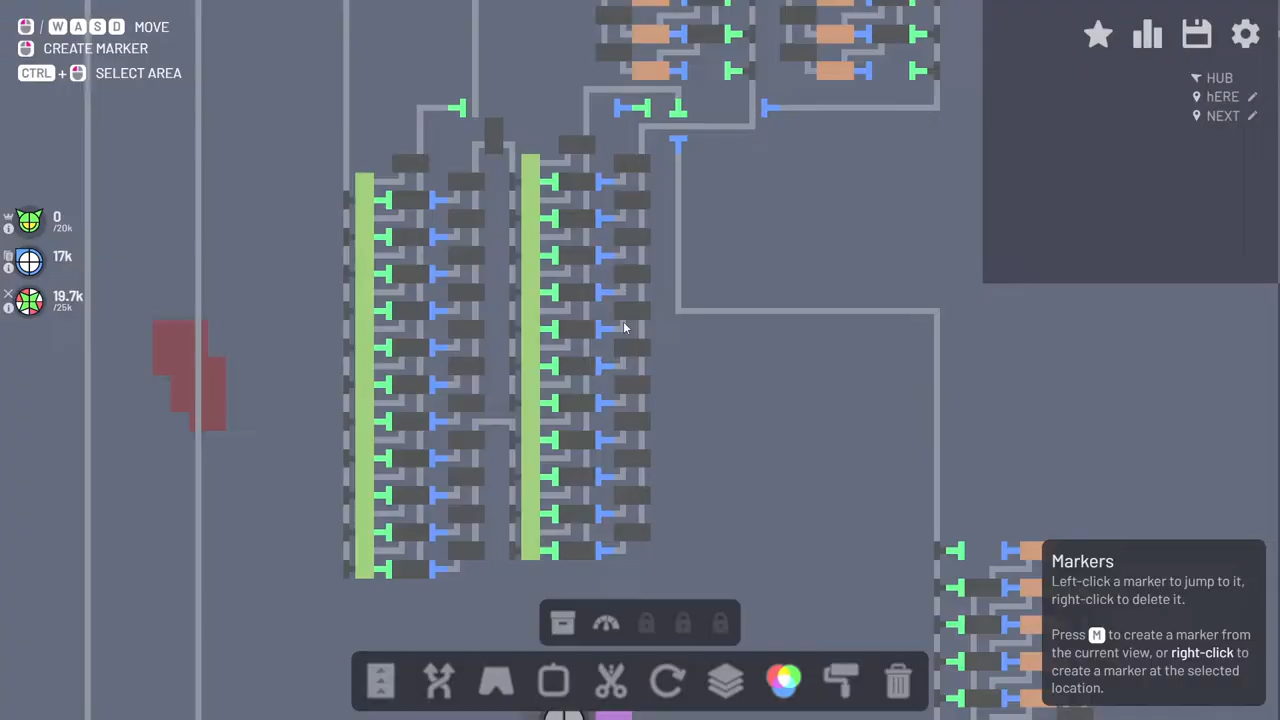 / W A S D MOVE
CREATE MARKER
CTRL + SELECT AREA
HUB
hERE
NEXT
0
/20k
17k
19.7k
/25k
Markers
Left-click a marker to jump to it,
right-click to delete it.
Press M to create a marker from
the current view, or right-click to
create a marker at the selected
location.